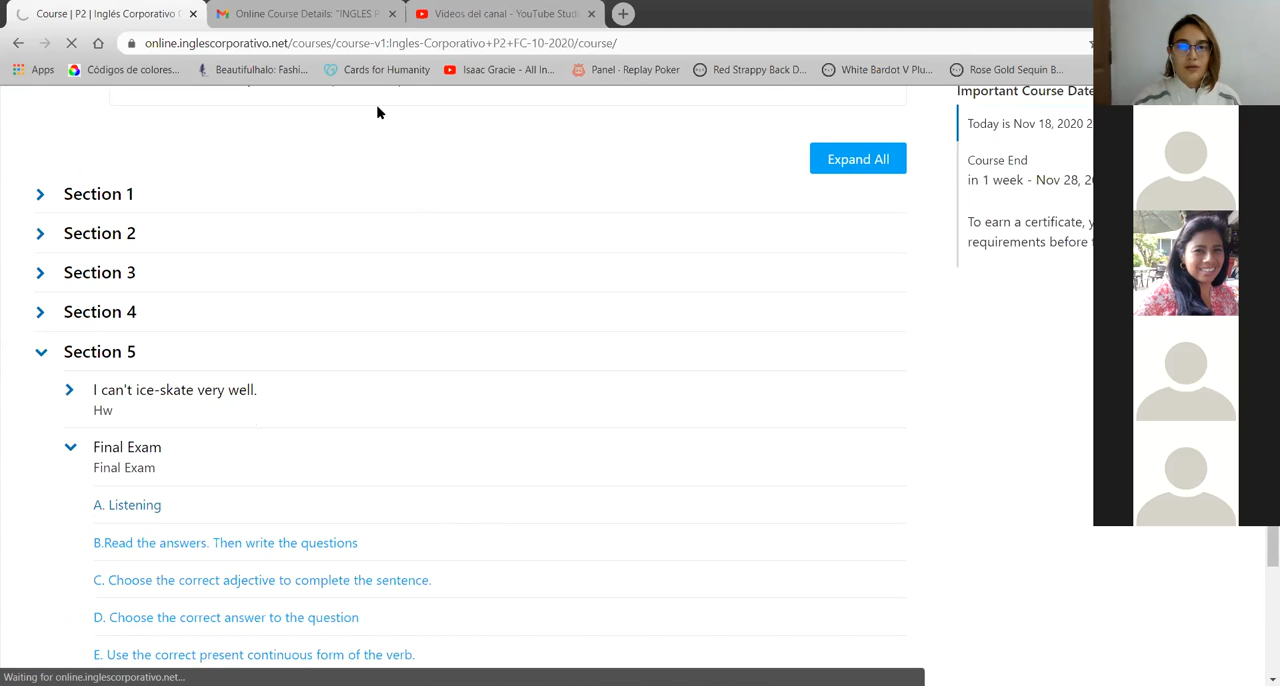 Course | P2 | Inglés Corporativo
Online Course Details: "INGLES P
Videos del canal - YouTube Studi
online.inglescorporativo.net/courses/course-v1:Ingles-Corporativo+P2+FC-10-2020/course/
Apps
Códigos de colores...
Beautifulhalo: Fashi...
Cards for Humanity
Isaac Gracie - All In...
Panel · Replay Poker
Red Strappy Back D...
White Bardot V Plu...
Rose Gold Sequin B...
Important Course Date
Today is Nov 18, 2020 2
Expand All
Course End
in 1 week - Nov 28, 20
To earn a certificate, y
requirements before t
Section 1
Section 2
Section 3
Section 4
Section 5
I can't ice-skate very well.
Hw
Final Exam
Final Exam
A. Listening
B.Read the answers. Then write the questions
C. Choose the correct adjective to complete the sentence.
D. Choose the correct answer to the question
E. Use the correct present continuous form of the verb.
Waiting for online.inglescorporativo.net...